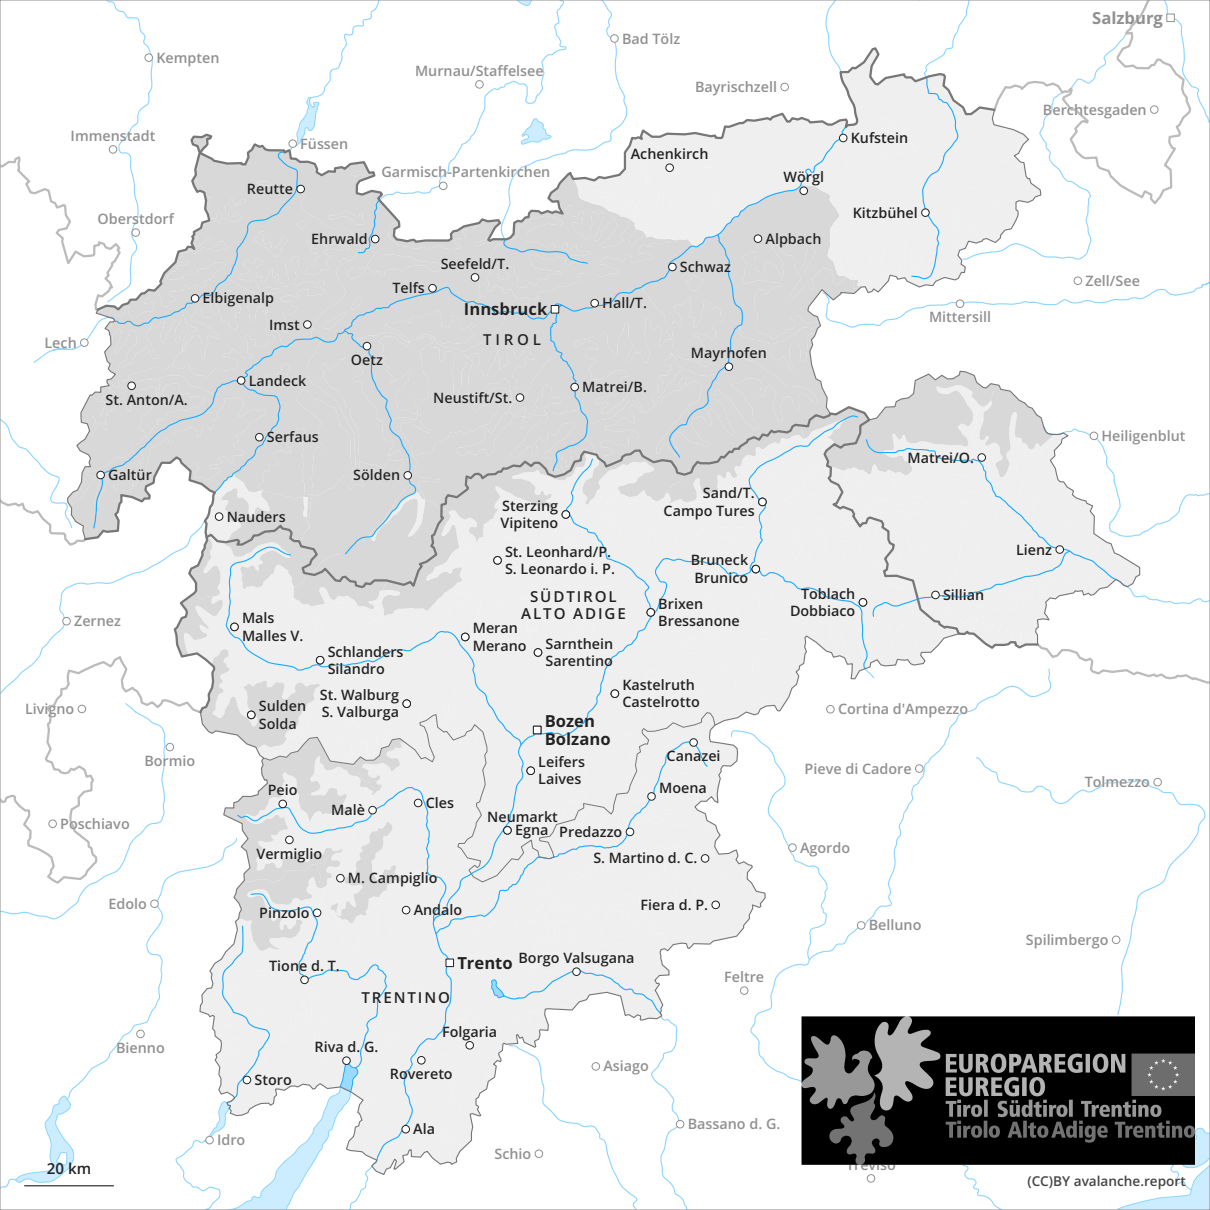 Salzburg
Kempten
Bad Tölz
Murnau/Staffelsee
Bayrischzell
Berchtesgaden
Immenstadt
Füssen
Kufstein
Achenkirch
Garmisch-Partenkirchen
Wörgl
Reutte
Oberstdorf
Kitzbühel
Ehrwald
Alpbach
Seefeld/T.
Schwaz
Zell/See
Telfs
Elbigenalp
Hall/T.
Innsbruck
Mittersill
Imst
TIROL
Lech
Oetz
Mayrhofen
Landeck
Matrei/B.
St. Anton/A.
Neustift/St.
Serfaus
Heiligenblut
Matrei/O.
Galtür
Sölden
Sand/T.
Campo Tures
Sterzing
Vipiteno
Nauders
St. Leonhard/P.
S. Leonardo i. P.
Lienz
Bruneck
Brunico
SÜDTIROL
ALTO ADIGE
Toblach
Dobbiaco
Sillian
Brixen
Bressanone
Zernez
Mals
Malles V.
Meran
Merano
Sarnthein
Sarentino
Schlanders
Silandro
St. Walburg
S. Valburga
Kastelruth
Castelrotto
Livigno
Sulden
Solda
Cortina d'Ampezzo
Bozen
Bolzano
Bormio
Canazei
Leifers
Laives
Pieve di Cadore
Tolmezzo
Peio
Moena
Malè
Cles
Neumarkt
Egna
Predazzo
Poschiavo
Vermiglio
Agordo
S. Martino d. C.
M. Campiglio
Edolo
Pinzolo
Andalo
Fiera d. P.
Belluno
Spilimbergo
Trento
Borgo Valsugana
Tione d. T.
Feltre
TRENTINO
Folgaria
Bienno
Riva d. G.
Rovereto
Storo
Asiago
EUROPAREGION
EUREGIO
Tirol Südtirol Trentino
Tirolo Alto Adige Trentino
Ala
Idro
Bassano d. G.
Schio
Treviso
20 km
(CC)BY avalanche.report